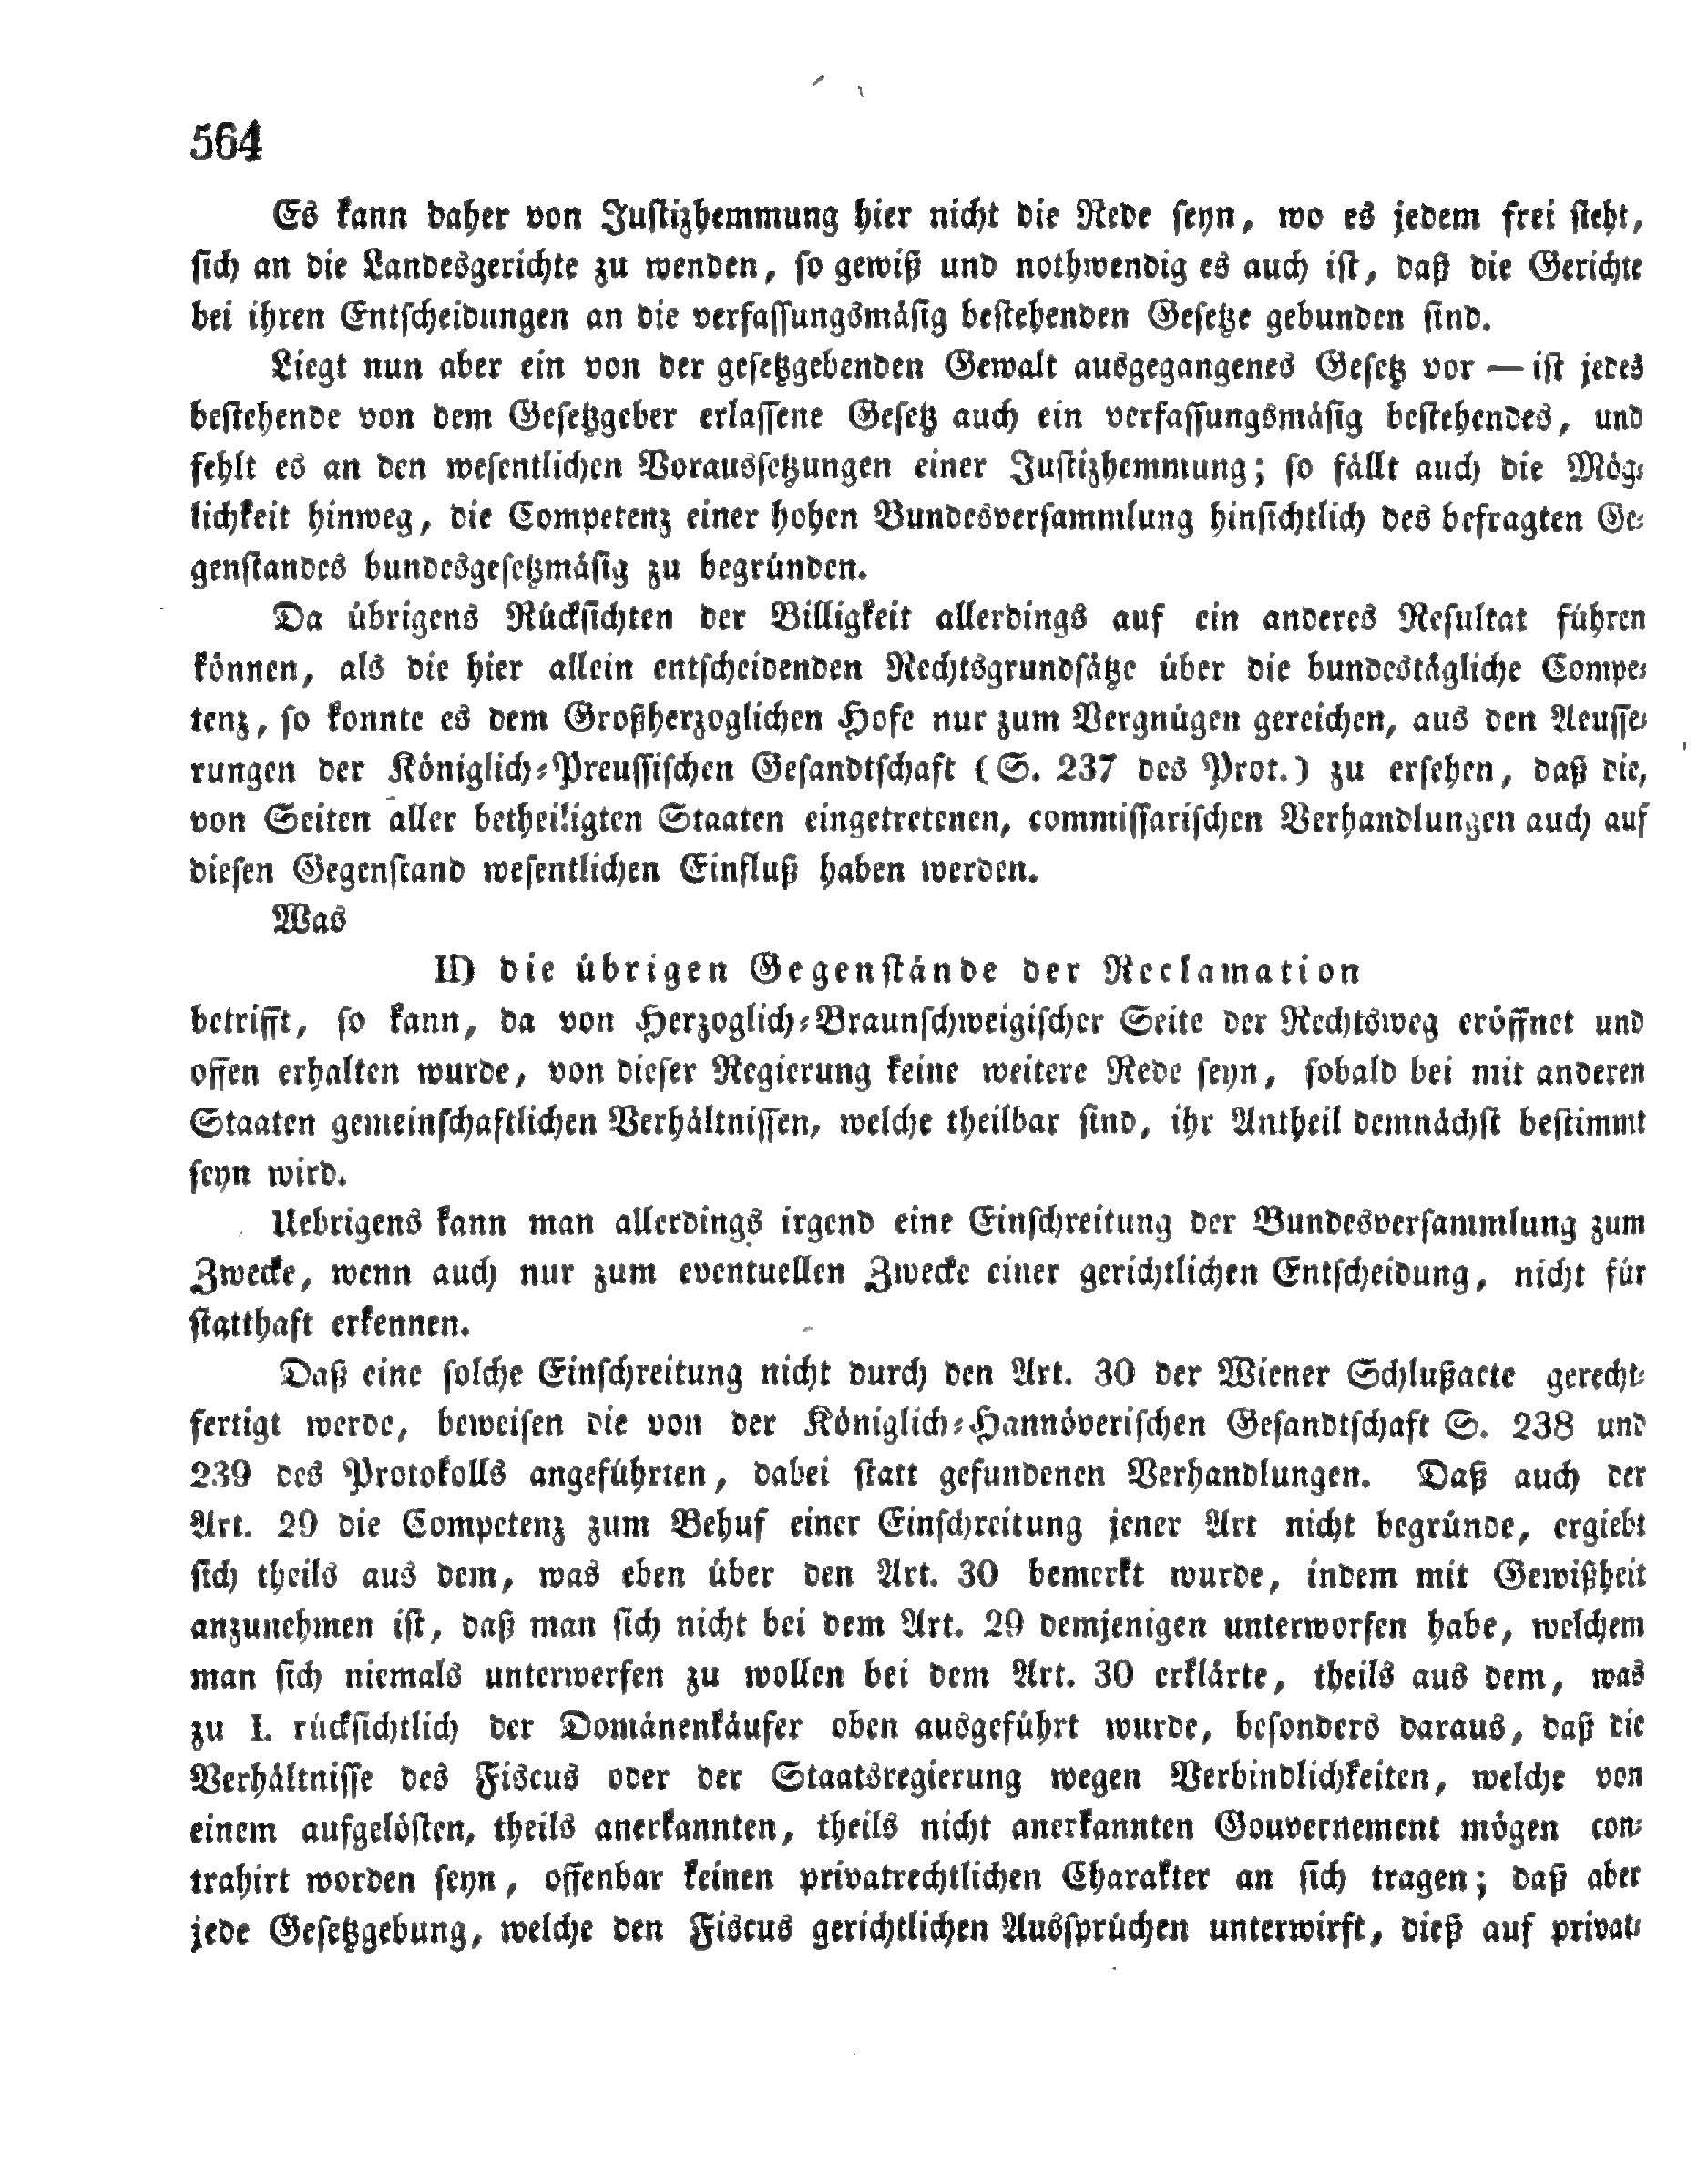 564
Es kann daher von Justizhemmung hier nicht die Rede seyn, wo es jedem frei steht,
sich an die Landesgerichte zu wenden, so gewiß und nothwendig es auch ist, daß die Gerichte
bei ihren Entscheidungen an die verfassungsmäsig bestehenden Gesetze gebunden sind.
Liegt nun aber ein von der gesetzgebenden Gewalt ausgegangenes Gesetz vor — ist jedes
bestehende von dem Gesetzgeber erlassene Gesetz auch ein verfassungsmäsig bestehendes, und
fehlt es an den wesentlichen Voraussetzungen einer Justizhemmung; so fällt auch die Mög-
lichkeit hinweg, die Competenz einer hohen Bundesversammlung hinsichtlich des befragten Ge-
genstandes bundesgesetzmäsig zu begründen.
Da übrigens Rücksichten der Billigkeit allerdings auf ein anderes Resultat führen
können, als die hier allein entscheidenden Rechtsgrundsätze über die bundestägliche Compe-
tenz, so konnte es dem Großherzoglichen Hofe nur zum Vergnügen gereichen, aus den Aeusse-
rungen der Königlich-Preussischen Gesandtschaft (S. 237 des Prot.) zu ersehen, daß die,
von Seiten aller betheiligten Staaten eingetretenen, commissarischen Verhandlungen auch auf
diesen Gegenstand wesentlichen Einfluß haben werden.
Was
II) die übrigen Gegenstände der Reclamation
betrifft, so kann, da von Herzoglich-Braunschweigischer Seite der Rechtsweg eröffnet und
offen erhalten wurde, von dieser Regierung keine weitere Rede seyn, sobald bei mit anderen
Staaten gemeinschaftlichen Verhältnissen, welche theilbar sind, ihr Antheil demnächst bestimmt
seyn wird.
Uebrigens kann man allerdings irgend eine Einschreitung der Bundesversammlung zum
Zwecke, wenn auch nur zum eventuellen Zwecke einer gerichtlichen Entscheidung, nicht für
statthaft erkennen.
Daß eine solche Einschreitung nicht durch den Art. 30 der Wiener Schlußacte gerecht-
fertigt werde, beweisen die von der Königlich-Hannöverischen Gesandtschaft S. 238 und
239 des Protokolls angeführten, dabei statt gefundenen Verhandlungen. Daß auch der
Art. 29 die Competenz zum Behuf einer Einschreitung jener Art nicht begründe, ergiebt
sich theils aus dem, was eben über den Art. 30 bemerkt wurde, indem mit Gewißheit
anzunehmen ist, daß man sich nicht bei dem Art. 29 demjenigen unterworfen habe, welchem
man sich niemals unterwerfen zu wollen bei dem Art. 30 erklärte, theils aus dem, was
zu I. rücksichtlich der Domänenkäufer oben ausgeführt wurde, besonders daraus, daß die
Verhältnisse des Fiscus oder der Staatsregierung wegen Verbindlichkeiten, welche von
einem aufgelösten, theils anerkannten, theils nicht anerkannten Gouvernement mögen con-
trahirt worden seyn, offenbar keinen privatrechtlichen Charakter an sich tragen; daß aber
jede Gesetzgebung, welche den Fiscus gerichtlichen Aussprüchen unterwirft, dieß auf privat-